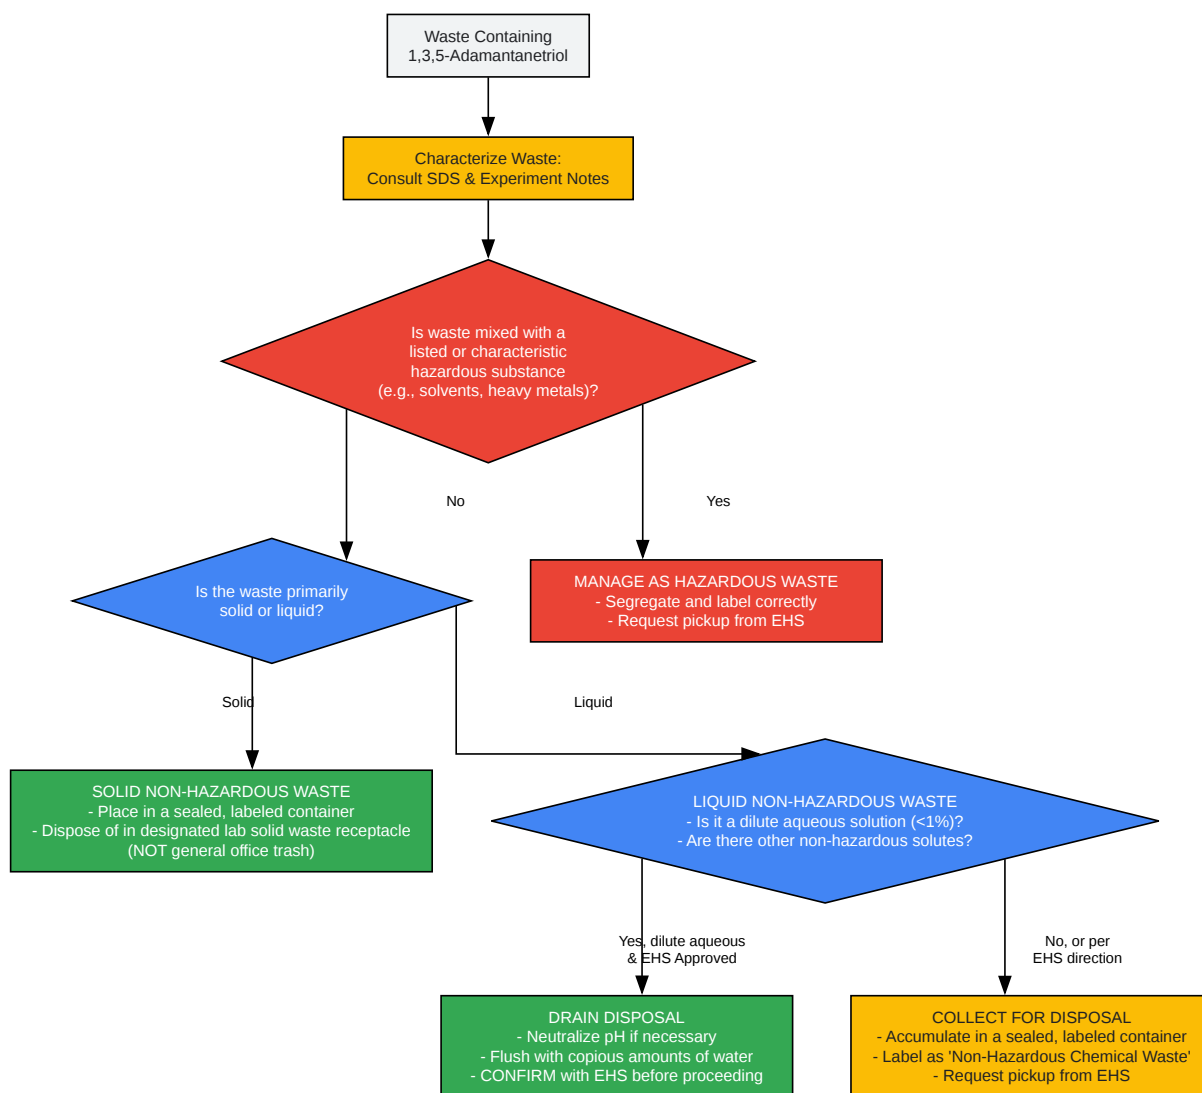 Waste Containing
1,3,5-Adamantanetriol
Characterize Waste:
Consult SDS & Experiment Notes
Is waste mixed with a
listed or characteristic
hazardous substance
(e.g., solvents, heavy metals)?
No
Yes
Is the waste primarily
solid or liquid?
MANAGE AS HAZARDOUS WASTE
- Segregate and label correctly
- Request pickup from EHS
Solid
Liquid
SOLID NON-HAZARDOUS WASTE
- Place in a sealed, labeled container
- Dispose of in designated lab solid waste receptacle
(NOT general office trash)
LIQUID NON-HAZARDOUS WASTE
- Is it a dilute aqueous solution (<1%)?
- Are there other non-hazardous solutes?
Yes, dilute aqueous
& EHS Approved
No, or per
EHS direction
DRAIN DISPOSAL
- Neutralize pH if necessary
- Flush with copious amounts of water
- CONFIRM with EHS before proceeding
COLLECT FOR DISPOSAL
- Accumulate in a sealed, labeled container
- Label as 'Non-Hazardous Chemical Waste'
- Request pickup from EHS